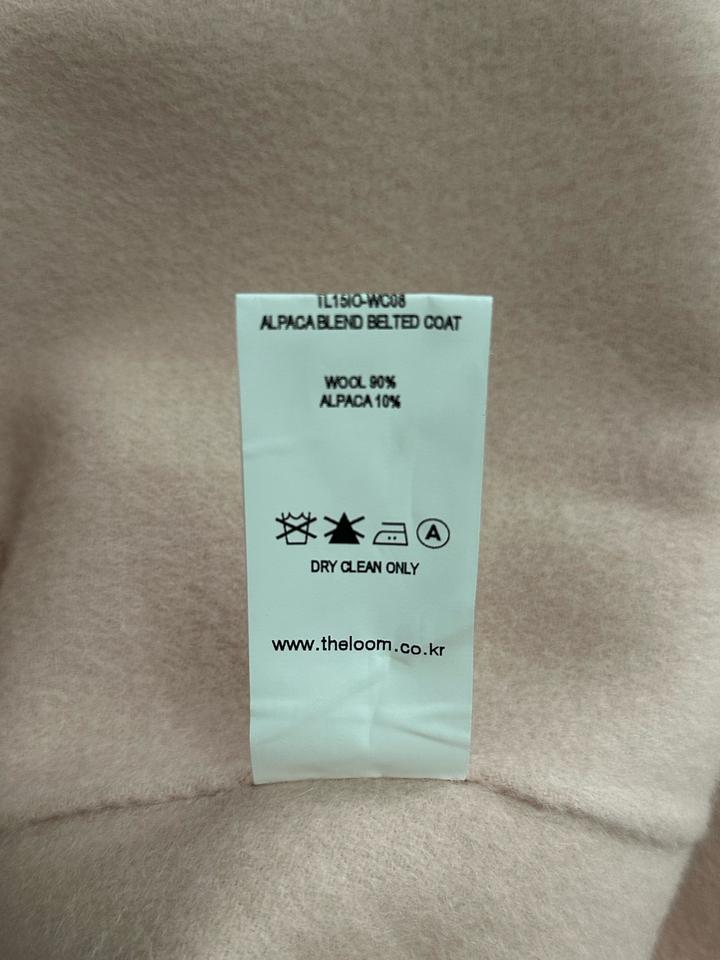 TL15IO-WC08
ALPACA BLEND BELTED COAT
WOOL 90%
ALPACA 10%
A
DRY CLEAN ONLY
www.theloom.co.kr